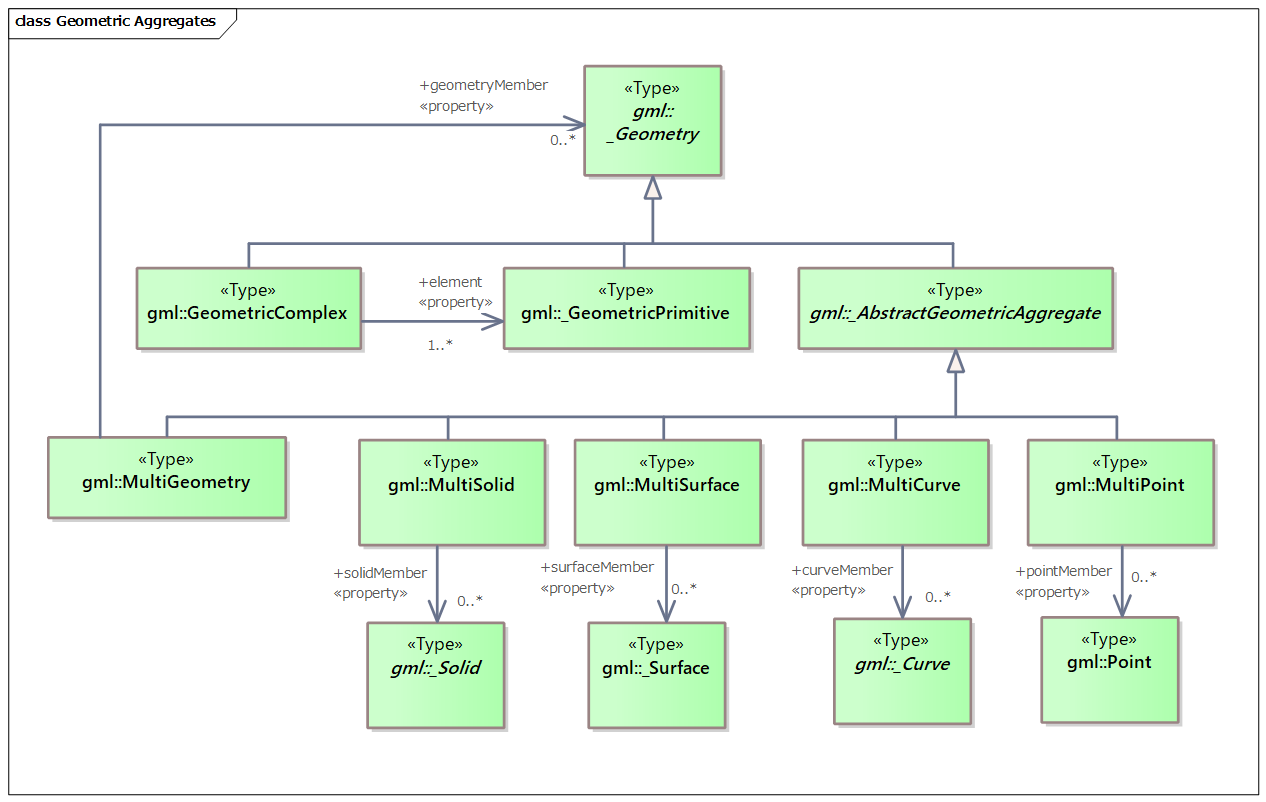 class Geometric Aggregates
+geometryMember
«property»
0..*
«Type»
gml::
_Geometry
«Type»
gml::GeometricComplex
+element
«property»
1..*
«Type»
gml::_GeometricPrimitive
«Type»
gml::_AbstractGeometricAggregate
«Type»
gml::MultiGeometry
«Type»
gml::MultiSolid
«Type»
gml::MultiSurface
«Type»
gml::MultiCurve
«Type»
gml::MultiPoint
+solidMember
«property»
0..*
+surfaceMember
«property»
0..*
+curveMember
«property»
0..*
+pointMember
«property»
0..*
«Type»
gml::_Solid
«Type»
gml::_Surface
«Type»
gml::_Curve
«Type»
gml::Point